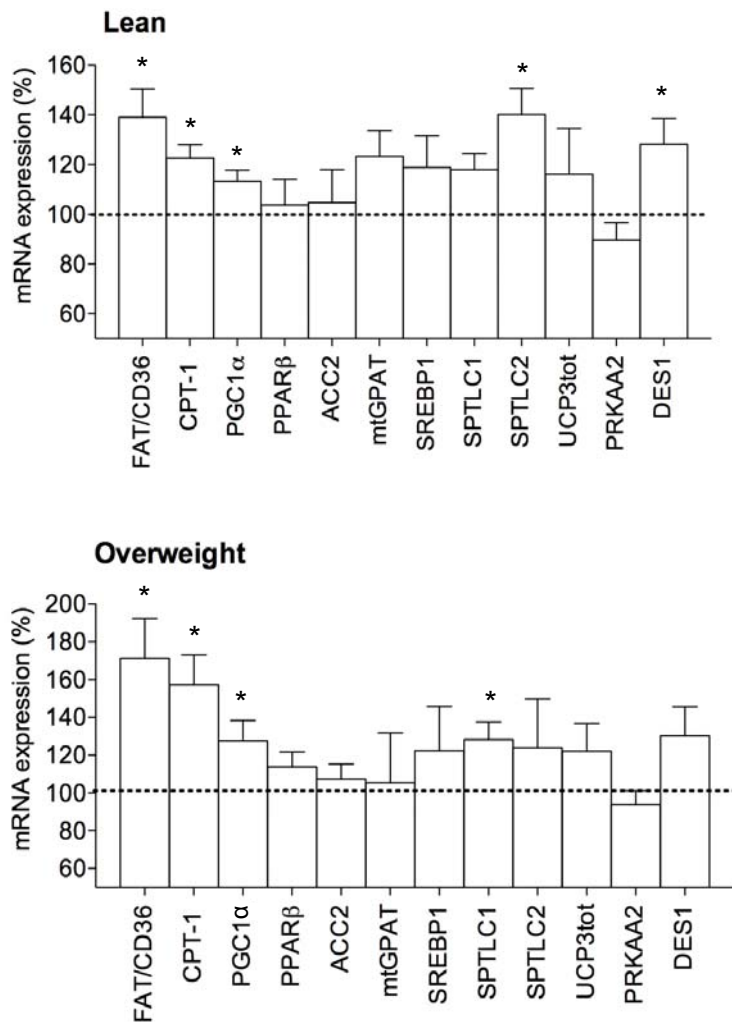 Lean
mRNA expression (%)
160
140
120
100
80
60
* * * * *
FAT/CD36
CPT-1
PGC1α
PPARβ
ACC2
mtGPAT
SREBP1
SPTLC1
SPTLC2
UCP3tot
PRKAA2
DES1
Overweight
mRNA expression (%)
200
180
160
140
120
100
80
60
* * * *
FAT/CD36
CPT-1
PGC1α
PPARβ
ACC2
mtGPAT
SREBP1
SPTLC1
SPTLC2
UCP3tot
PRKAA2
DES1